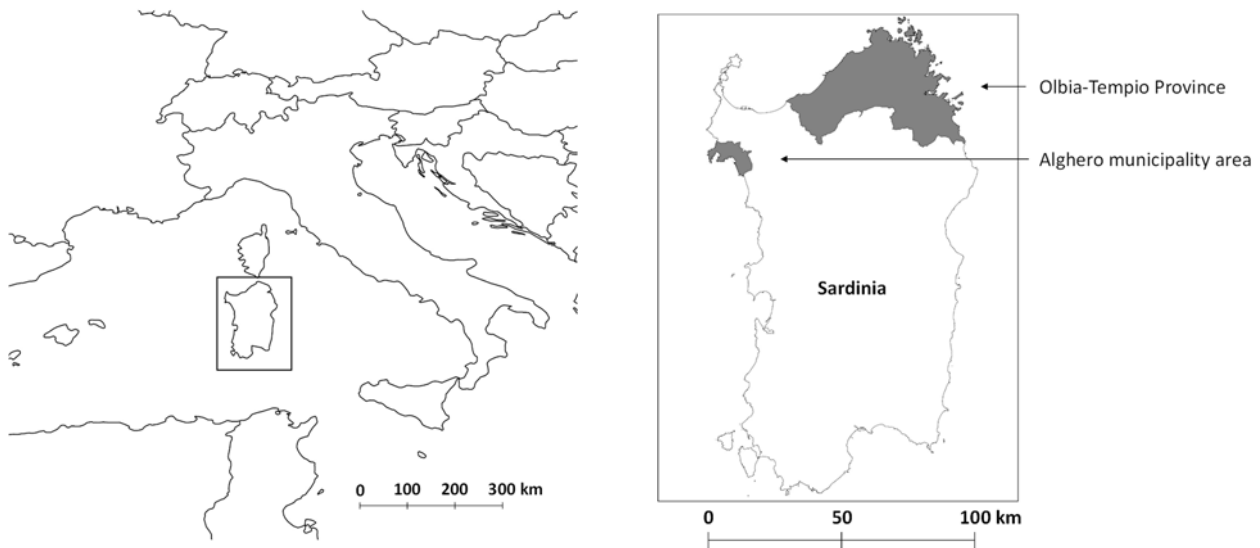 0 100 200 300 km
Olbia-Tempio Province
Alghero municipality area
Sardinia
0 50 100 km